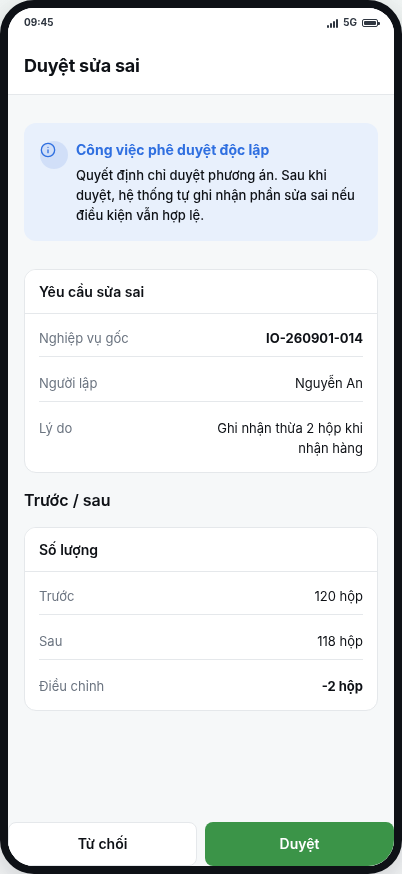 09:45
5G
Duyệt sửa sai
Công việc phê duyệt độc lập
Quyết định chỉ duyệt phương án. Sau khi
duyệt, hệ thống tự ghi nhận phần sửa sai nếu
điều kiện vẫn hợp lệ.
Yêu cầu sửa sai
Nghiệp vụ gốc IO-260901-014
Người lập Nguyễn An
Lý do Ghi nhận thừa 2 hộp khi
nhận hàng
Trước / sau
Số lượng
Trước 120 hộp
Sau 118 hộp
Điều chỉnh -2 hộp
Từ chối Duyệt